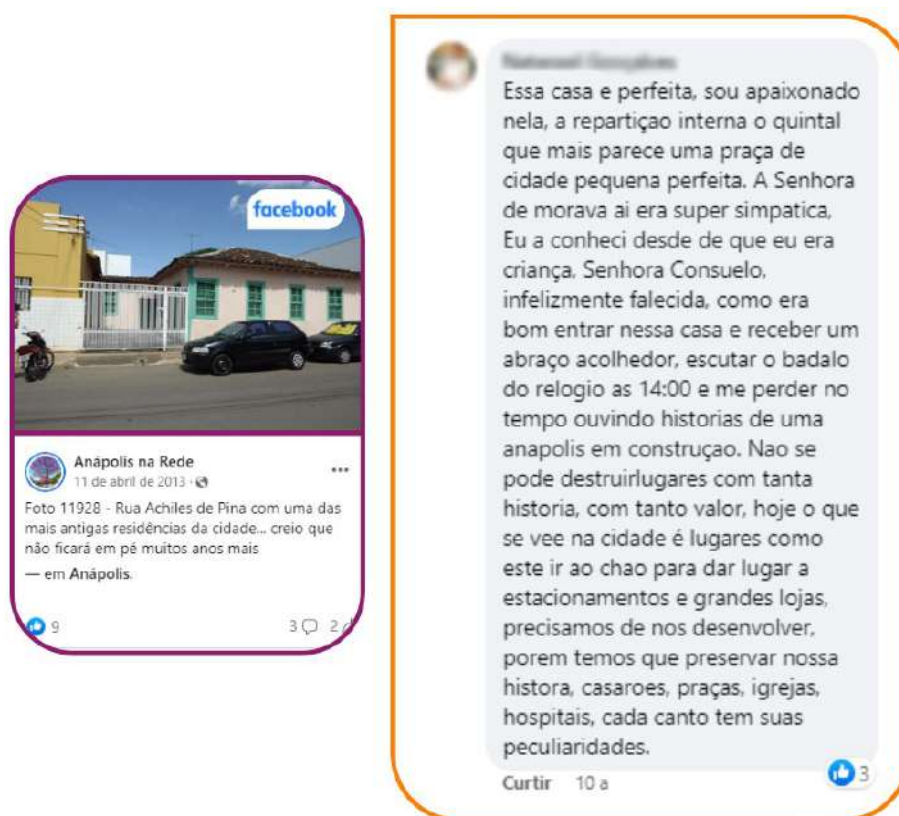 facebook
Anápolis na Rede
11 de abril de 2013 ·
Foto 11928 - Rua Achiles de Pina com uma das
mais antigas residências da cidade... creio que
não ficará em pé muitos anos mais
— em Anápolis.
9
3 2
Essa casa e perfeita, sou apaixonado
nela, a repartiçao interna o quintal
que mais parece uma praça de
cidade pequena perfeita. A Senhora
de morava ai era super simpatica,
Eu a conheci desde de que eu era
criança, Senhora Consuelo,
infelizmente falecida, como era
bom entrar nessa casa e receber um
abraço acolhedor, escutar o badalo
do relogio as 14:00 e me perder no
tempo ouvindo historias de uma
anapolis em construçao. Nao se
pode destruirlugares com tanta
historia, com tanto valor, hoje o que
se vee na cidade é lugares como
este ir ao chao para dar lugar a
estacionamentos e grandes lojas,
precisamos de nos desenvolver,
porem temos que preservar nossa
histora, casaroes, praças, igrejas,
hospitais, cada canto tem suas
peculiaridades.
Curtir 10 a
3